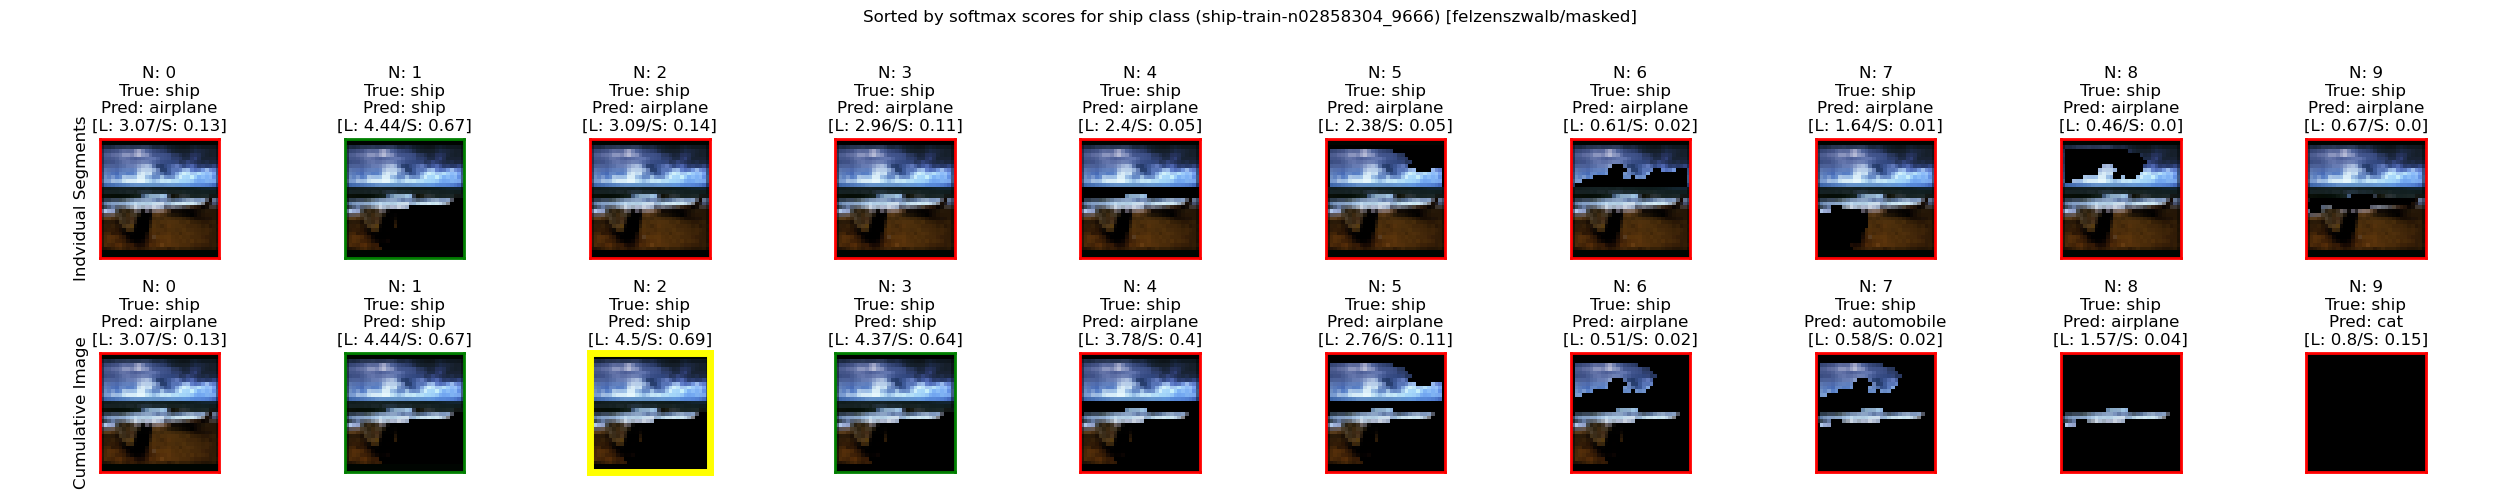 Sorted by softmax scores for ship class (ship-train-n02858304_9666) [felzenszwalb/masked]
Indvidual Segments
N: 0
True: ship
Pred: airplane
[L: 3.07/S: 0.13]
N: 1
True: ship
Pred: ship
[L: 4.44/S: 0.67]
N: 2
True: ship
Pred: airplane
[L: 3.09/S: 0.14]
N: 3
True: ship
Pred: airplane
[L: 2.96/S: 0.11]
N: 4
True: ship
Pred: airplane
[L: 2.4/S: 0.05]
N: 5
True: ship
Pred: airplane
[L: 2.38/S: 0.05]
N: 6
True: ship
Pred: airplane
[L: 0.61/S: 0.02]
N: 7
True: ship
Pred: airplane
[L: 1.64/S: 0.01]
N: 8
True: ship
Pred: airplane
[L: 0.46/S: 0.0]
N: 9
True: ship
Pred: airplane
[L: 0.67/S: 0.0]
Cumulative Image
N: 0
True: ship
Pred: airplane
[L: 3.07/S: 0.13]
N: 1
True: ship
Pred: ship
[L: 4.44/S: 0.67]
N: 2
True: ship
Pred: ship
[L: 4.5/S: 0.69]
N: 3
True: ship
Pred: ship
[L: 4.37/S: 0.64]
N: 4
True: ship
Pred: airplane
[L: 3.78/S: 0.4]
N: 5
True: ship
Pred: airplane
[L: 2.76/S: 0.11]
N: 6
True: ship
Pred: airplane
[L: 0.51/S: 0.02]
N: 7
True: ship
Pred: automobile
[L: 0.58/S: 0.02]
N: 8
True: ship
Pred: airplane
[L: 1.57/S: 0.04]
N: 9
True: ship
Pred: cat
[L: 0.8/S: 0.15]